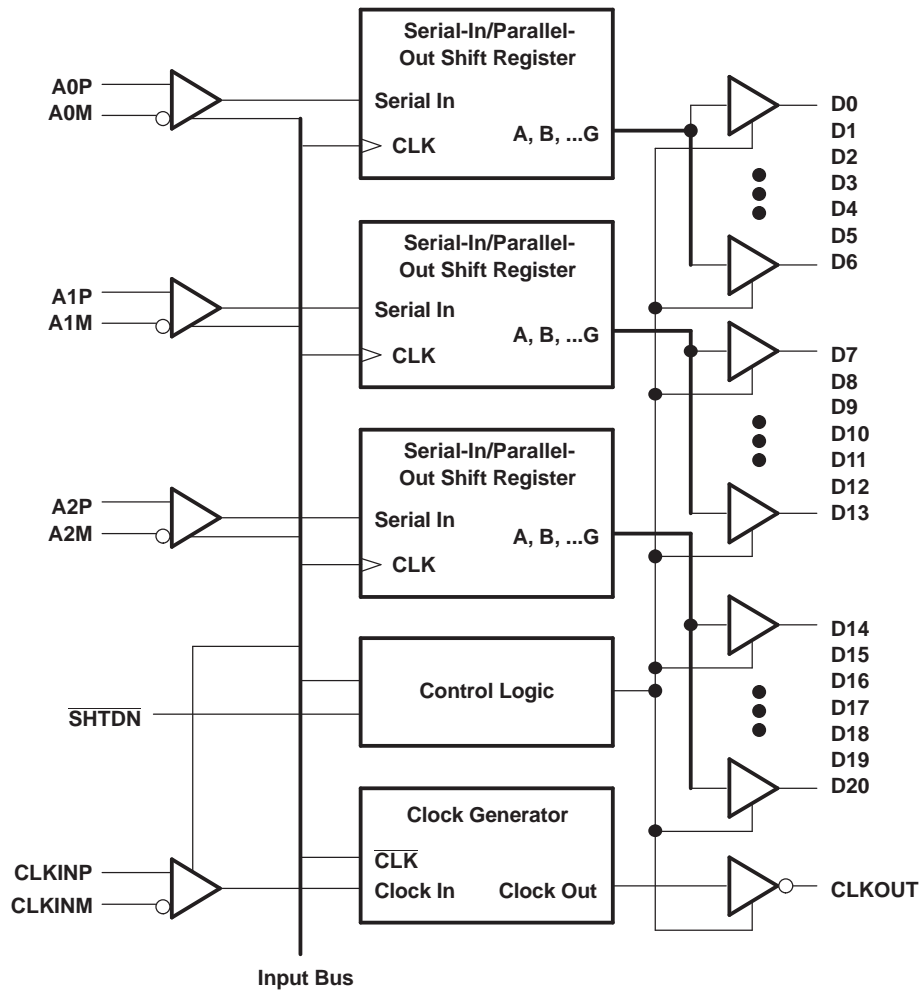 Serial-In/Parallel-
Out Shift Register
A0P
A0M
Serial In
A, B, ...G
CLK
D0
D1
D2
D3
D4
D5
D6
Serial-In/Parallel-
Out Shift Register
A1P
A1M
Serial In
A, B, ...G
CLK
D7
D8
D9
D10
D11
D12
D13
Serial-In/Parallel-
Out Shift Register
A2P
A2M
Serial In
A, B, ...G
CLK
D14
D15
D16
D17
D18
D19
D20
SHTDN
Control Logic
Clock Generator
CLKINP
CLKINM
CLK
Clock In
Clock Out
CLKOUT
Input Bus